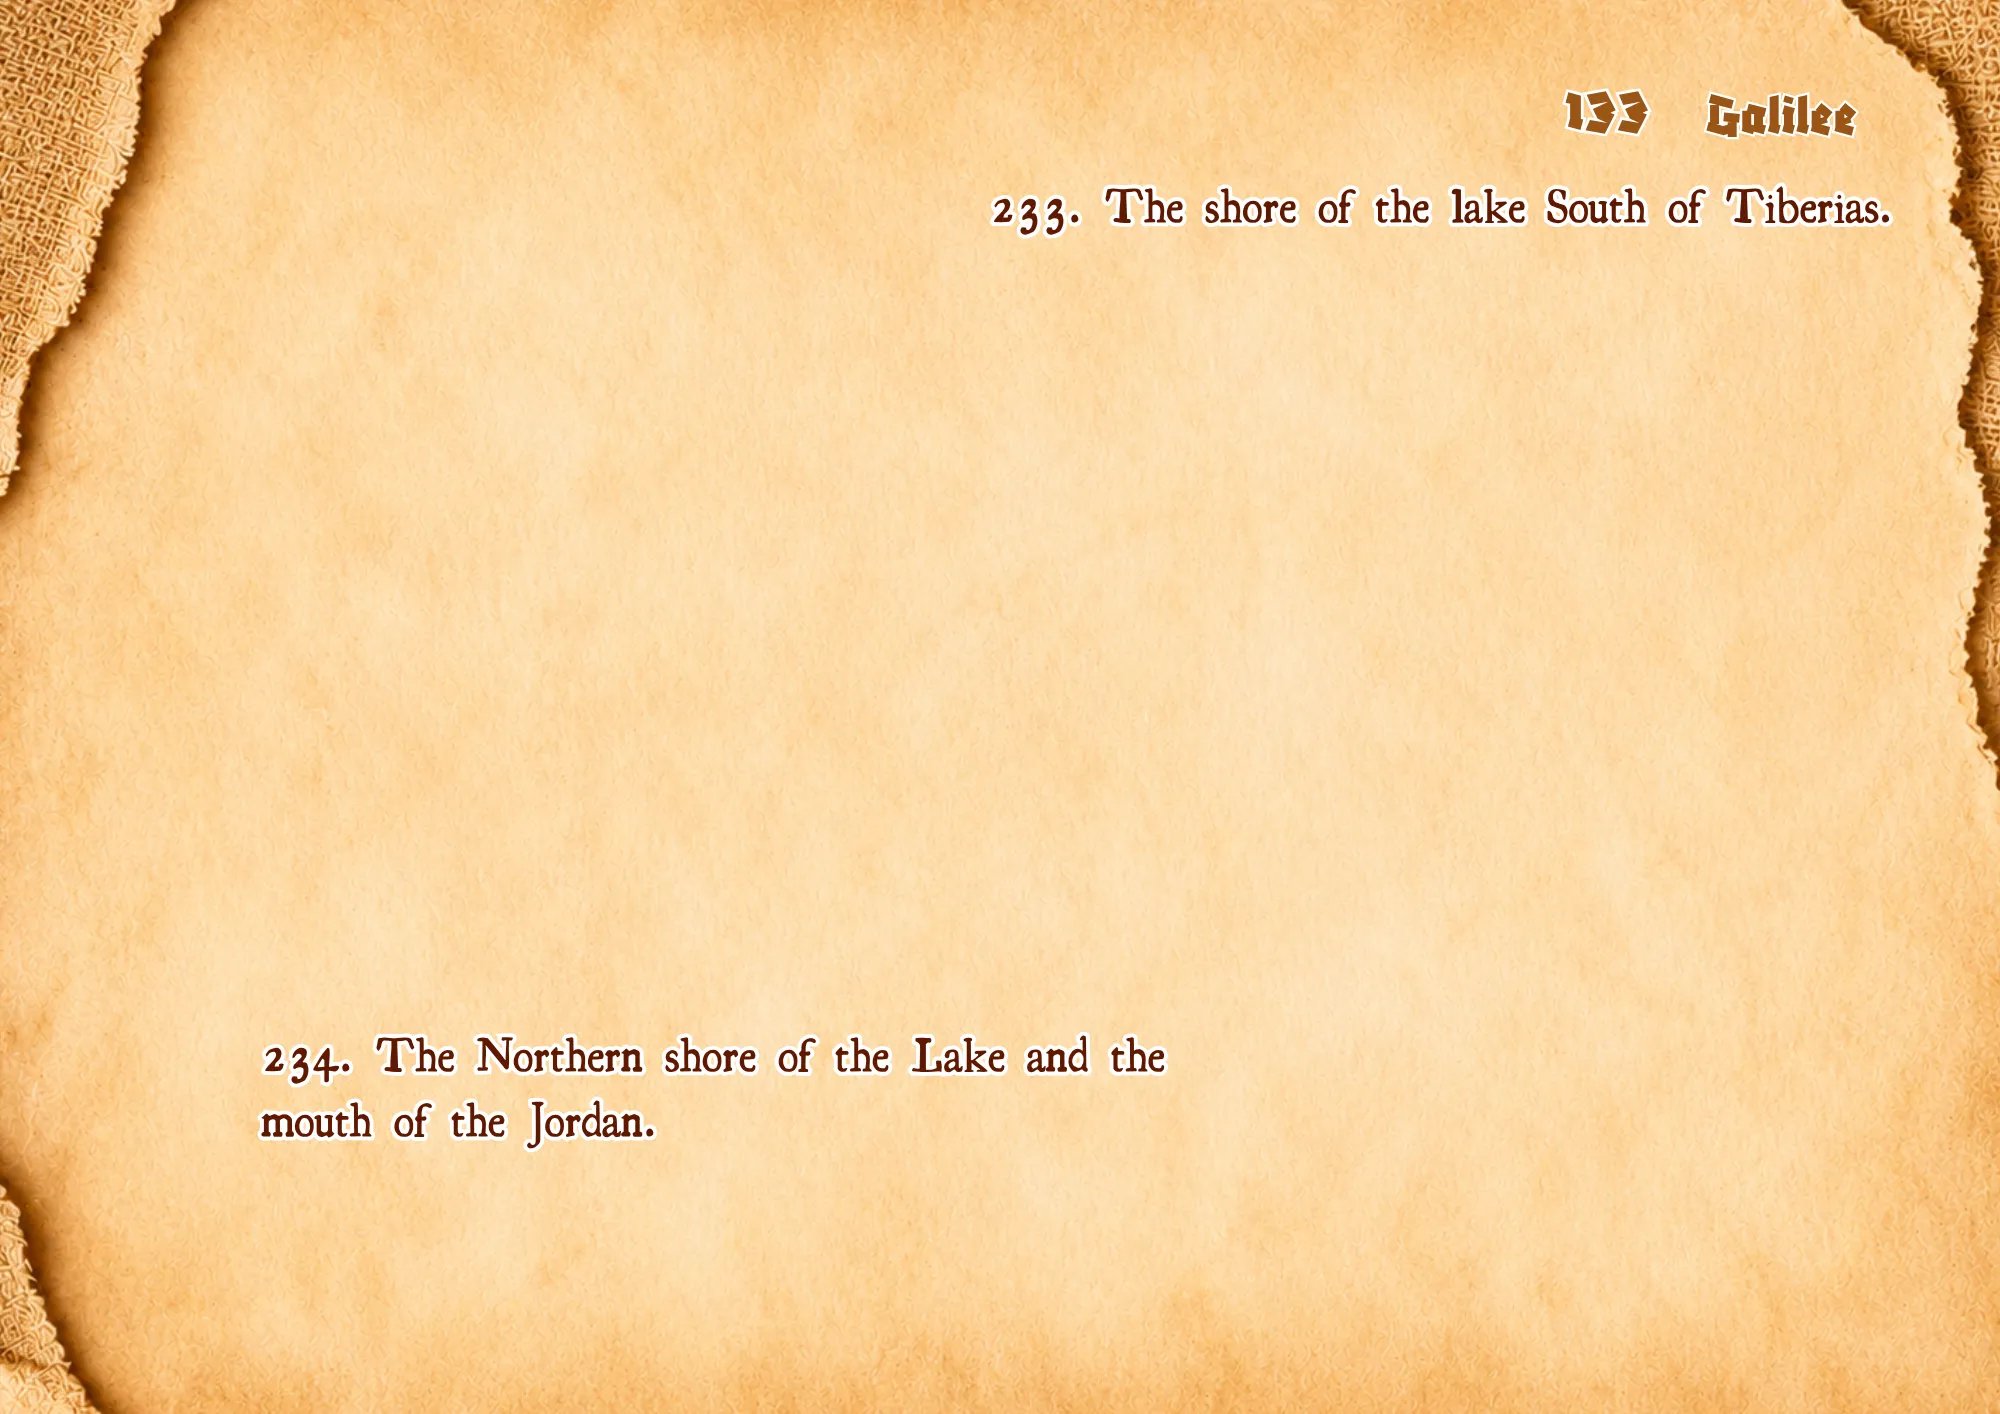 133 Galilee
233. The shore of the lake South of Tiberias.
234. The Northern shore of the Lake and the
mouth of the Jordan.